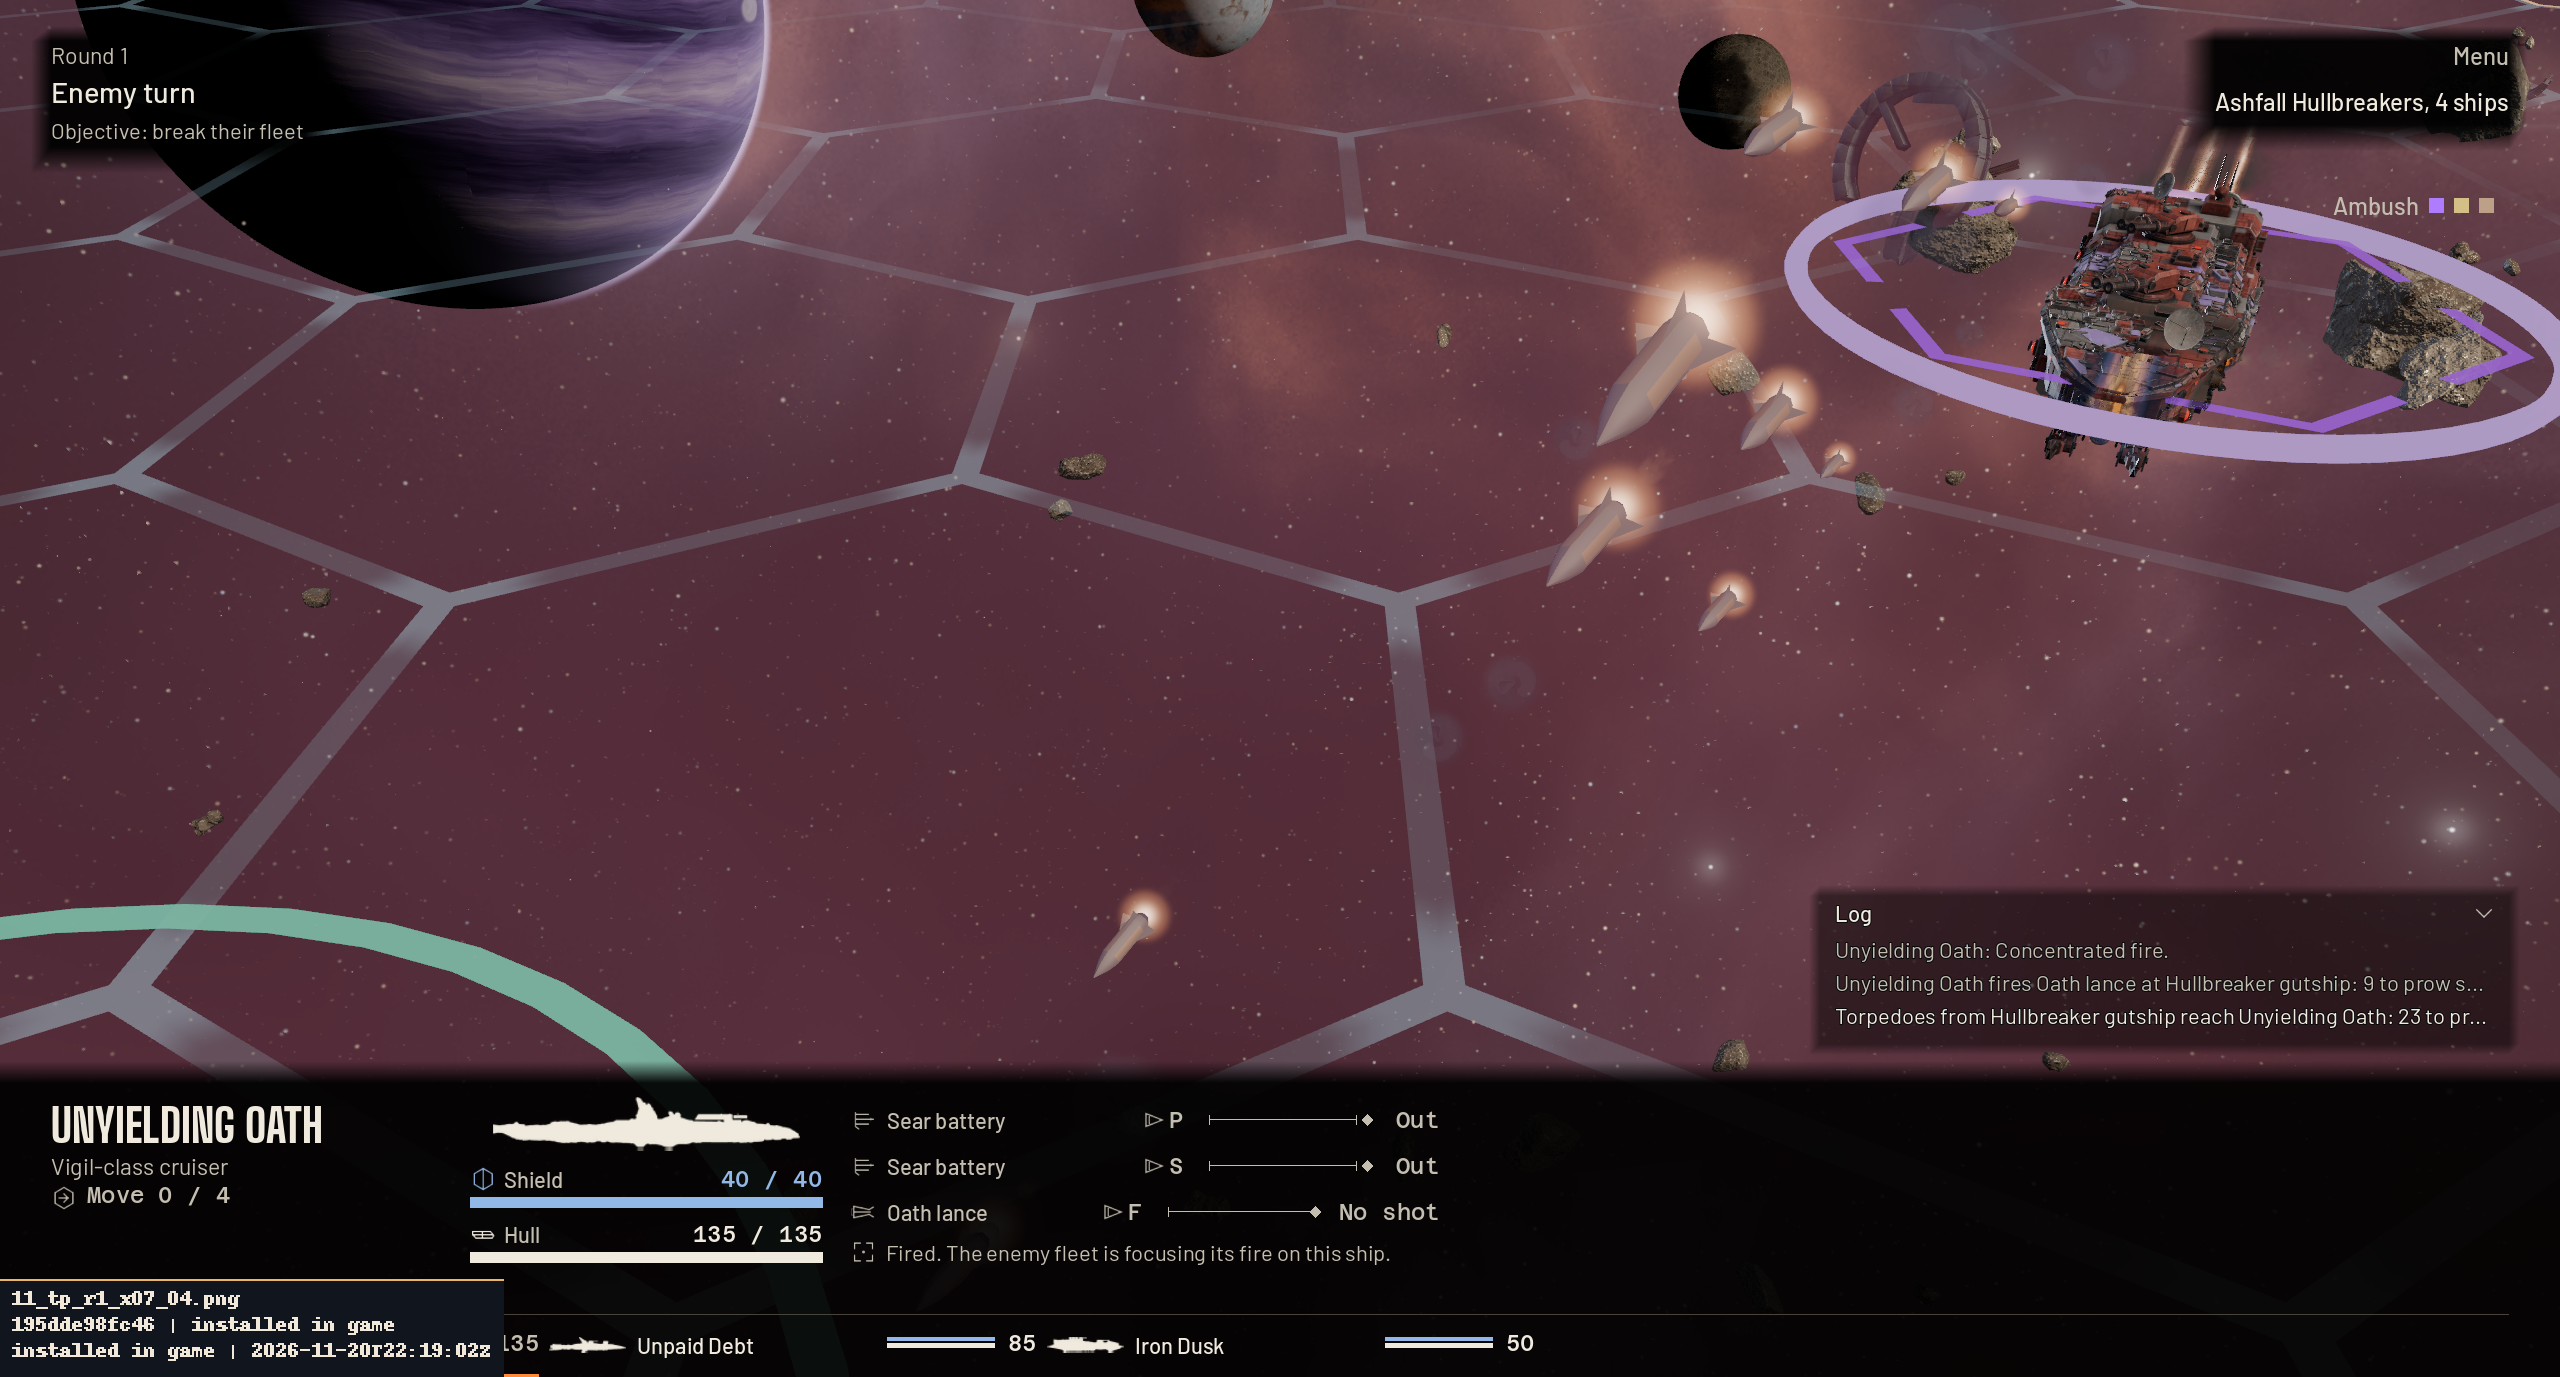 Round 1
Enemy turn
Objective: break their fleet
Menu
Ashfall Hullbreakers, 4 ships
Ambush
Log
Unyielding Oath: Concentrated fire.
Unyielding Oath fires Oath lance at Hullbreaker gutship: 9 to prow s...
Torpedoes from Hullbreaker gutship reach Unyielding Oath: 23 to pr...
UNYIELDING OATH
Vigil-class cruiser
Move 0 / 4
Shield 40 / 40
Hull 135 / 135
Sear battery P Out
Sear battery S Out
Oath lance F No shot
Fired. The enemy fleet is focusing its fire on this ship.
135 Unpaid Debt 85 Iron Dusk 50
11_tp_r1_x07_04.png
195dde98fc46 | installed in game
installed in game | 2026-11-20T22:19:02Z